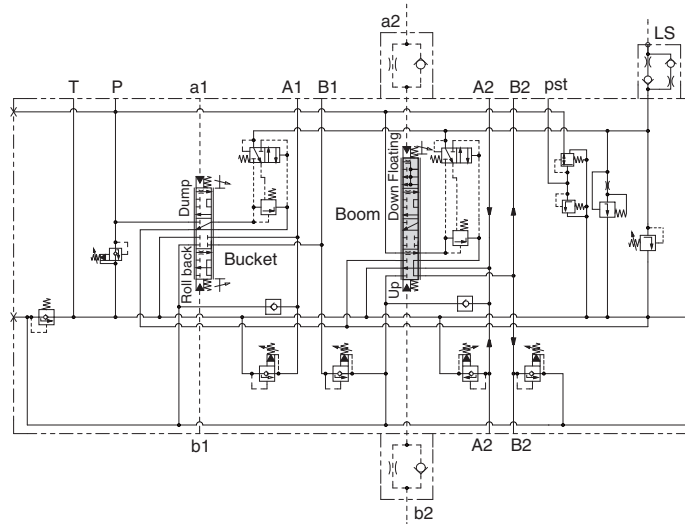 a2
LS
T P a1 A1 B1 A2 B2 pst
Dump
Down Floating
Boom
Bucket
Roll back
Up
b1 A2 B2
b2